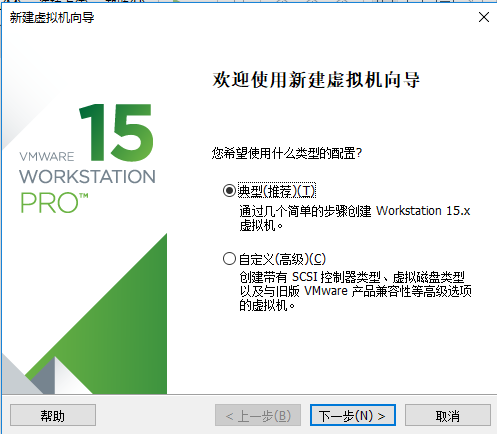 新建虚拟机向导
欢迎使用新建虚拟机向导
15
VMWARE
WORKSTATION
PRO™
您希望使用什么类型的配置?
典型(推荐)(T)
通过几个简单的步骤创建 Workstation 15.x
虚拟机。
自定义(高级)(C)
创建带有 SCSI 控制器类型、虚拟磁盘类型
以及与旧版 VMware 产品兼容性等高级选项
的虚拟机。
帮助
< 上一步(B)
下一步(N) >
取消